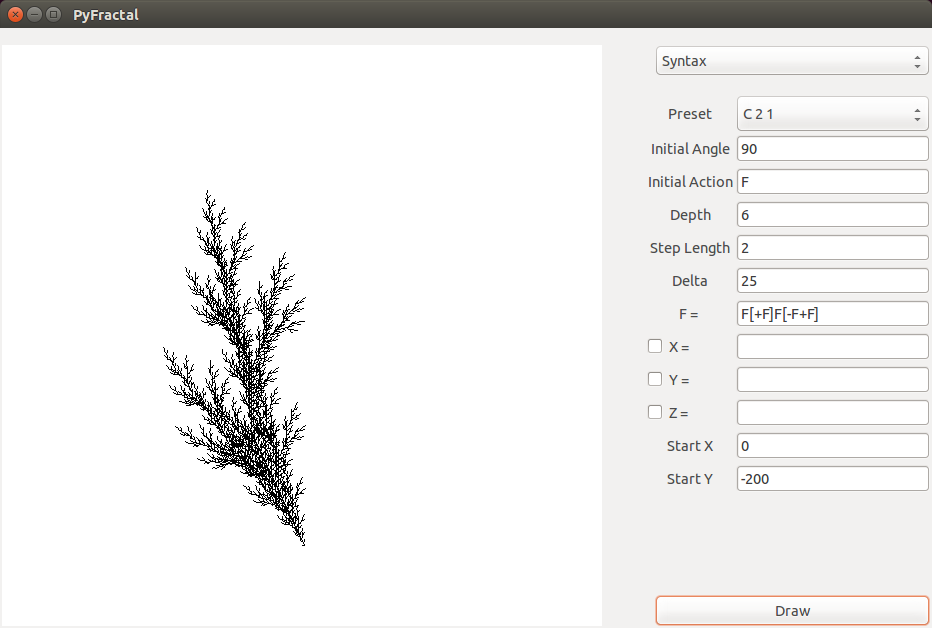 PyFractal
Syntax
Preset C 2 1
Initial Angle 90
Initial Action F
Depth 6
Step Length 2
Delta 25
F = F[+F]F[-F+F]
X =
Y =
Z =
Start X 0
Start Y -200
Draw